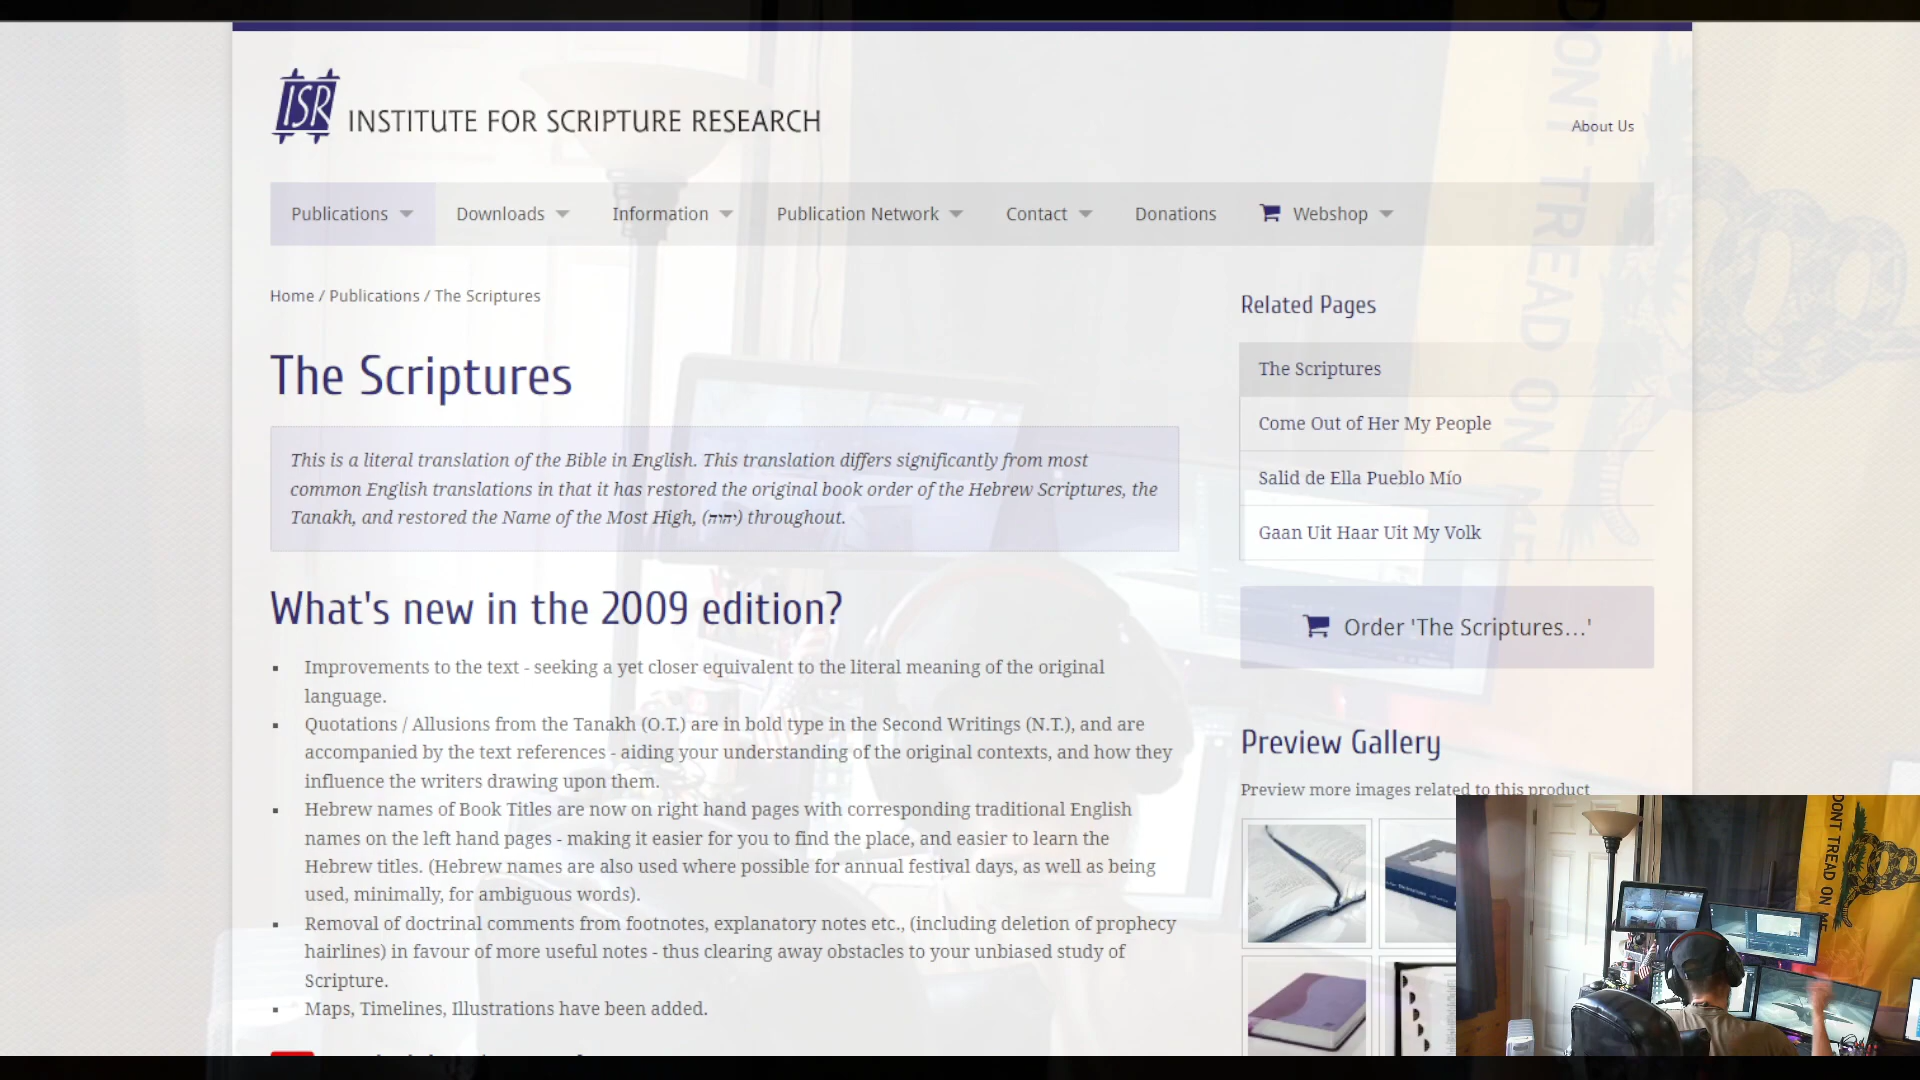 ISR INSTITUTE FOR SCRIPTURE RESEARCH
About Us
Publications Downloads Information Publication Network Contact Donations Webshop
Home / Publications / The Scriptures
The Scriptures
This is a literal translation of the Bible in English. This translation differs significantly from most
common English translations in that it has restored the original book order of the Hebrew Scriptures, the
Tanakh, and restored the Name of the Most High, (יהוה) throughout.
What's new in the 2009 edition?
▪ Improvements to the text - seeking a yet closer equivalent to the literal meaning of the original
language.
▪ Quotations / Allusions from the Tanakh (O.T.) are in bold type in the Second Writings (N.T.), and are
accompanied by the text references - aiding your understanding of the original contexts, and how they
influence the writers drawing upon them.
▪ Hebrew names of Book Titles are now on right hand pages with corresponding traditional English
names on the left hand pages - making it easier for you to find the place, and easier to learn the
Hebrew titles. (Hebrew names are also used where possible for annual festival days, as well as being
used, minimally, for ambiguous words).
▪ Removal of doctrinal comments from footnotes, explanatory notes etc., (including deletion of prophecy
hairlines) in favour of more useful notes - thus clearing away obstacles to your unbiased study of
Scripture.
▪ Maps, Timelines, Illustrations have been added.
Related Pages
The Scriptures
Come Out of Her My People
Salid de Ella Pueblo Mío
Gaan Uit Haar Uit My Volk
Order 'The Scriptures...'
Preview Gallery
Preview more images related to this product
DONT TREAD ON ME
DONT TREAD ON ME